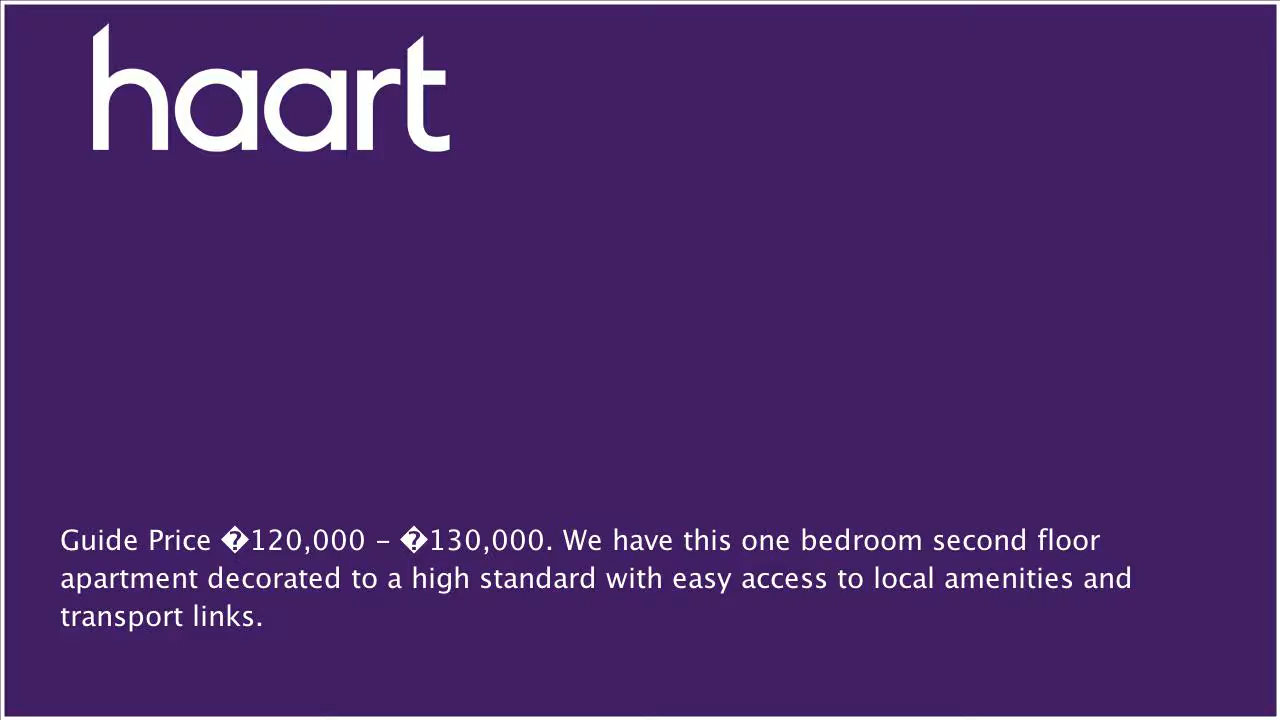 haart
Guide Price �120,000 - �130,000. We have this one bedroom second floor
apartment decorated to a high standard with easy access to local amenities and
transport links.